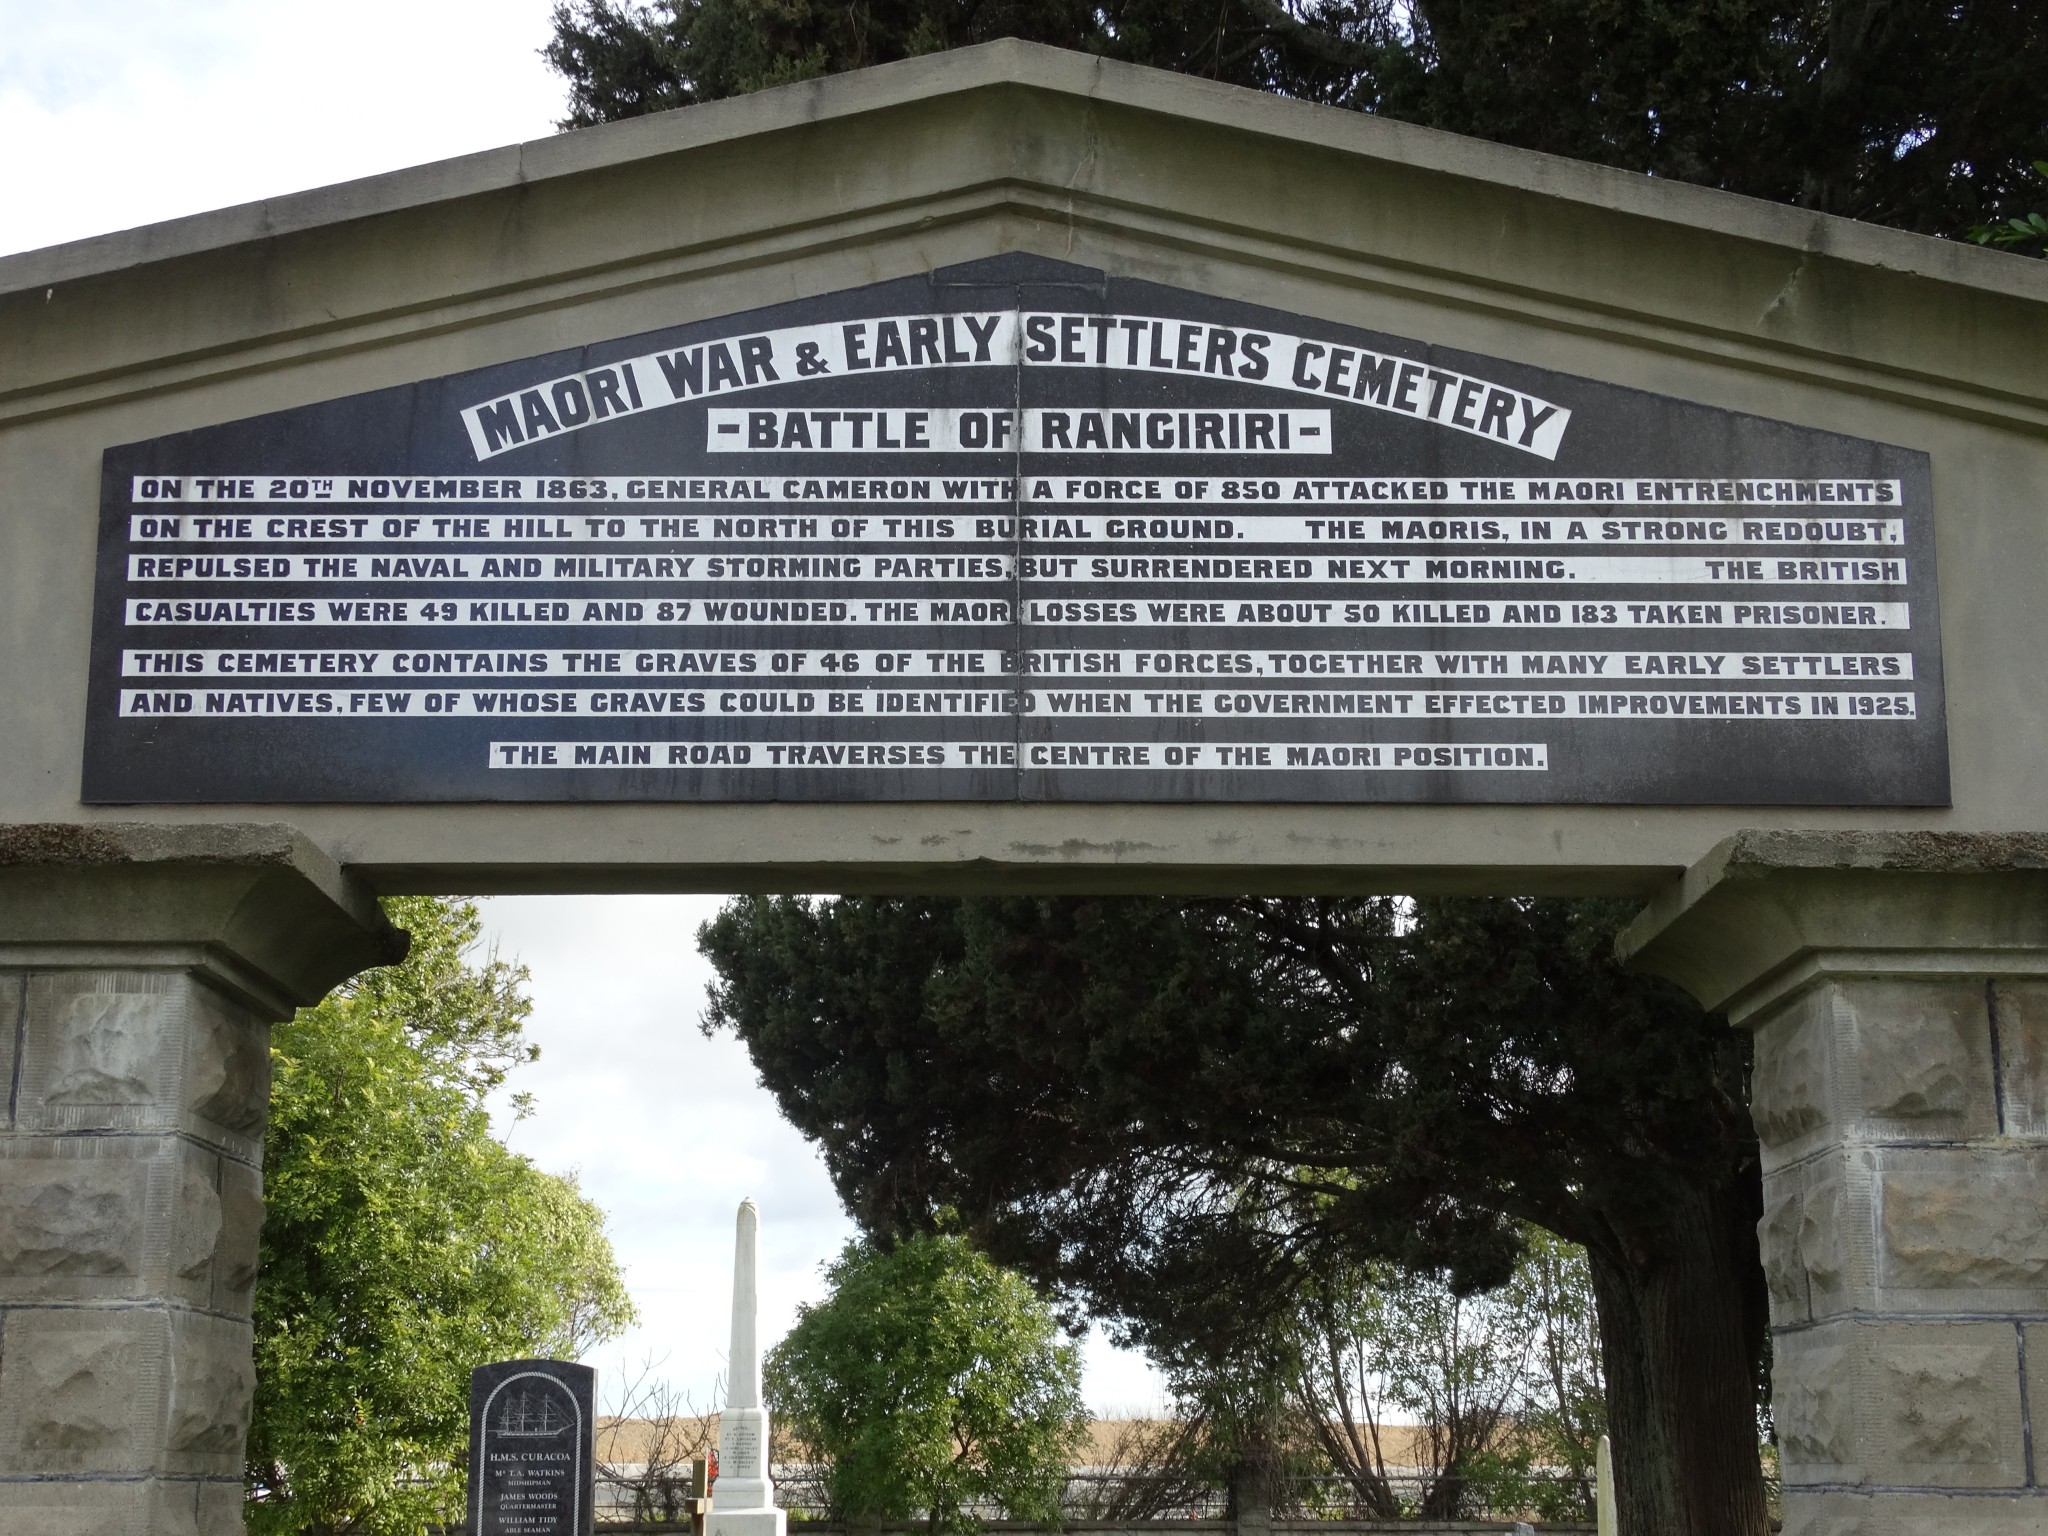 MAORI WAR & EARLY SETTLERS CEMETERY
-BATTLE OF RANGIRIRI-
ON THE 20TH NOVEMBER 1863, GENERAL CAMERON WITH A FORCE OF 850 ATTACKED THE MAORI ENTRENCHMENTS
ON THE CREST OF THE HILL TO THE NORTH OF THIS BURIAL GROUND. THE MAORIS, IN A STRONG REDOUBT,
REPULSED THE NAVAL AND MILITARY STORMING PARTIES, BUT SURRENDERED NEXT MORNING. THE BRITISH
CASUALTIES WERE 49 KILLED AND 87 WOUNDED. THE MAORI LOSSES WERE ABOUT 50 KILLED AND 183 TAKEN PRISONER.
THIS CEMETERY CONTAINS THE GRAVES OF 46 OF THE BRITISH FORCES, TOGETHER WITH MANY EARLY SETTLERS
AND NATIVES, FEW OF WHOSE GRAVES COULD BE IDENTIFIED WHEN THE GOVERNMENT EFFECTED IMPROVEMENTS IN 1925.
THE MAIN ROAD TRAVERSES THE CENTRE OF THE MAORI POSITION.
H.M.S. CURACOA
Mr T.A. WATKINS
MIDSHIPMAN
JAMES WOODS
QUARTERMASTER
WILLIAM TIDY
ABLE SEAMAN